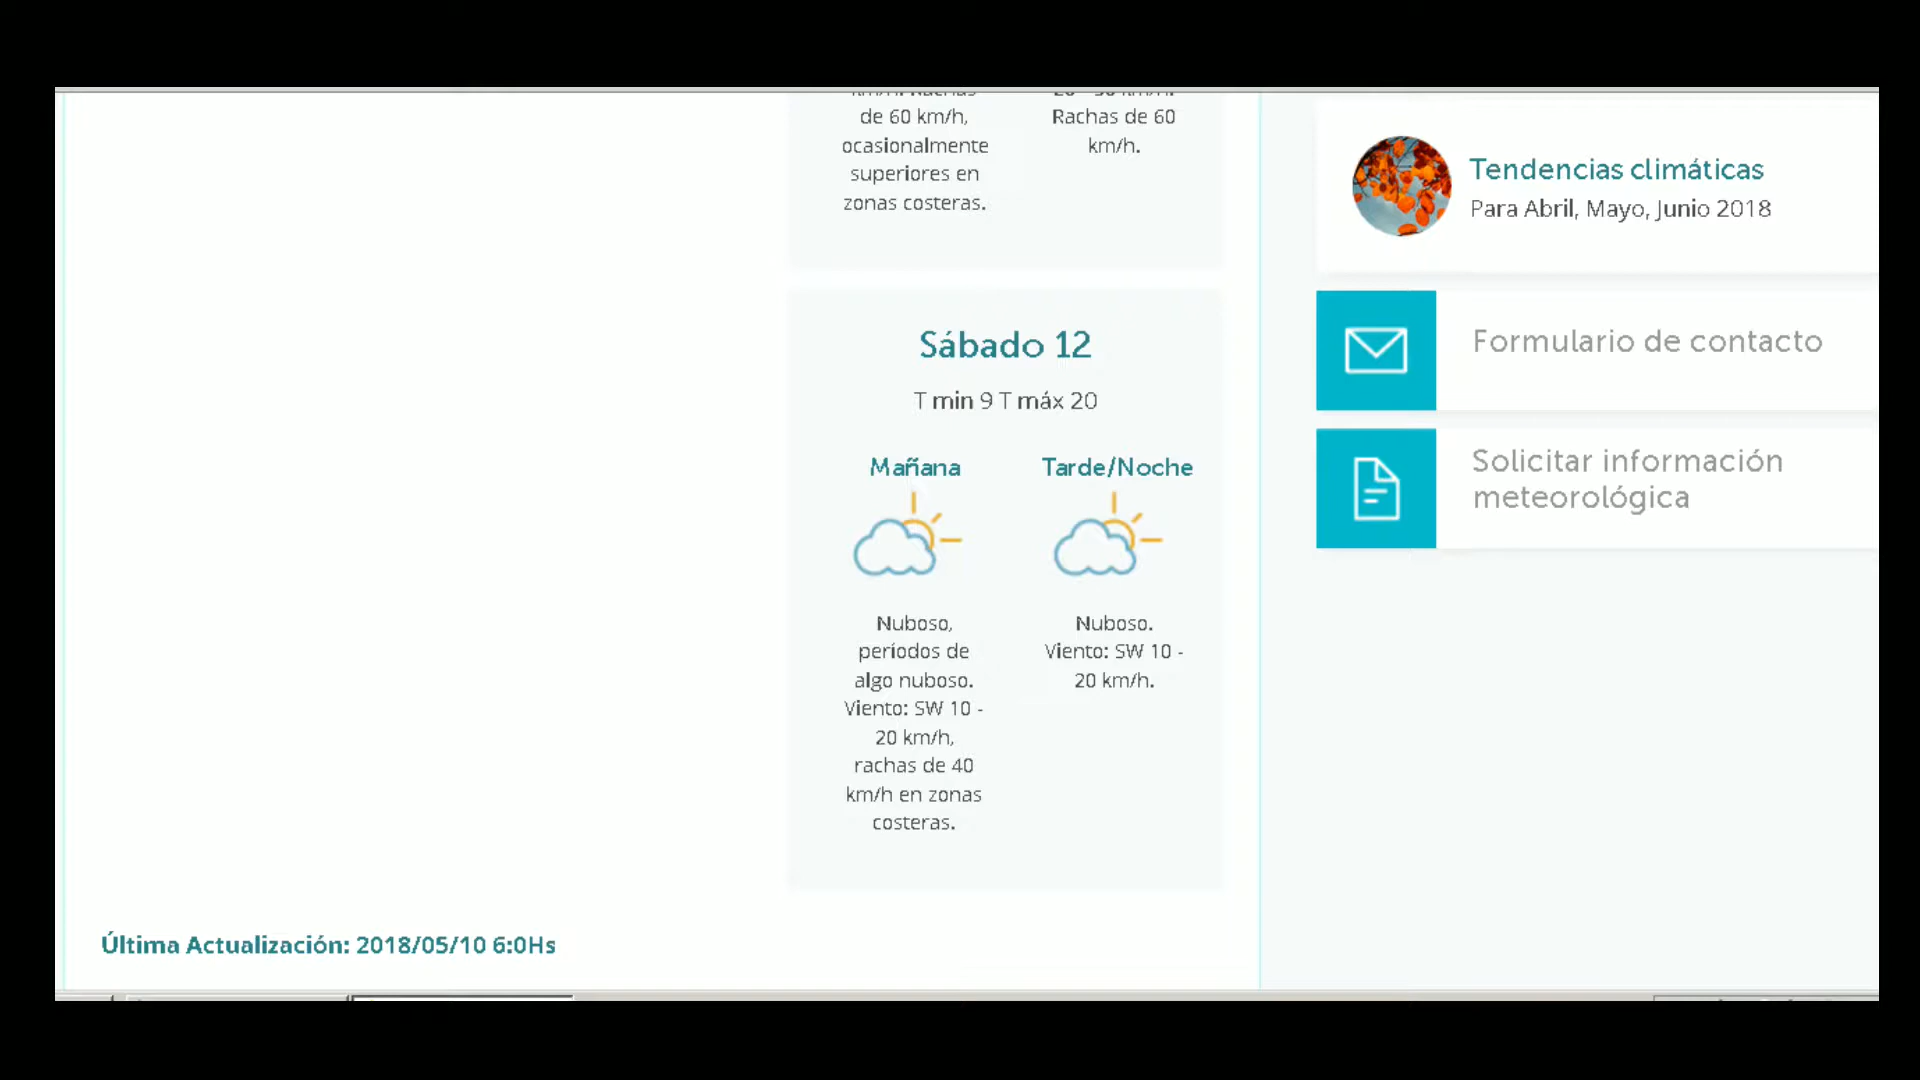 de 60 km/h,
ocasionalmente
superiores en
zonas costeras.
Rachas de 60
km/h.
Sábado 12
T min 9 T máx 20
Mañana
Nuboso,
períodos de
algo nuboso.
Viento: SW 10 -
20 km/h,
rachas de 40
km/h en zonas
costeras.
Tarde/Noche
Nuboso.
Viento: SW 10 -
20 km/h.
Última Actualización: 2018/05/10 6:0Hs
Tendencias climáticas
Para Abril, Mayo, Junio 2018
Formulario de contacto
Solicitar información
meteorológica